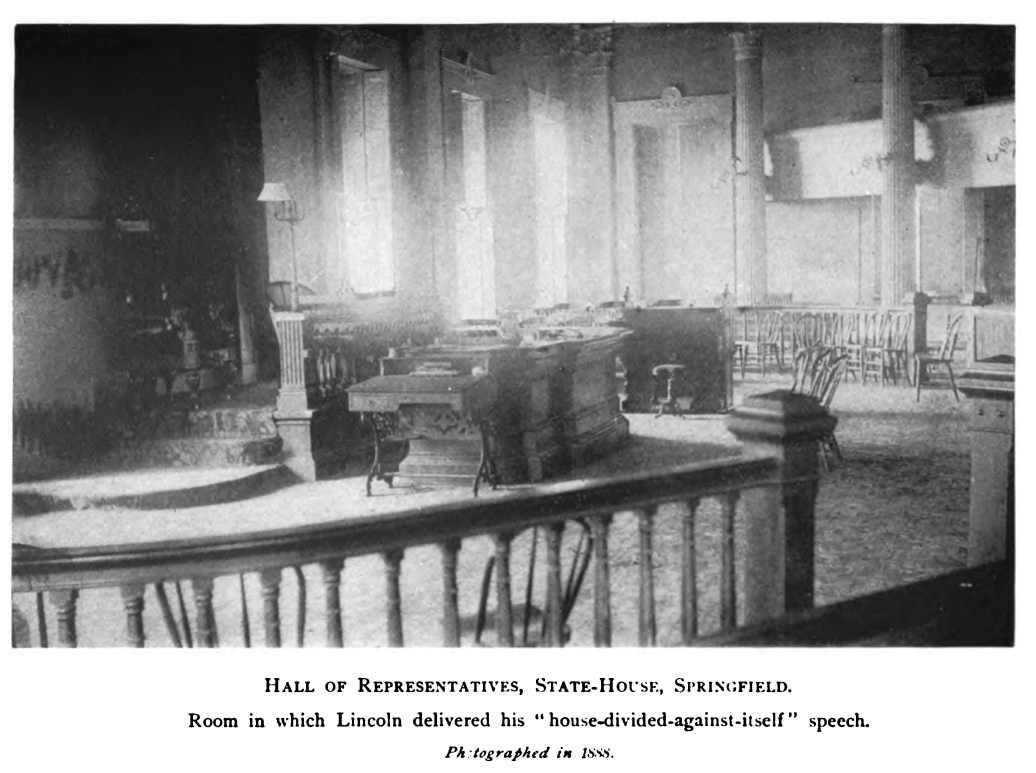 HALL OF REPRESENTATIVES, STATE-HOUSE, SPRINGFIELD.
Room in which Lincoln delivered his "house-divided-against-itself" speech.
Photographed in 1888.